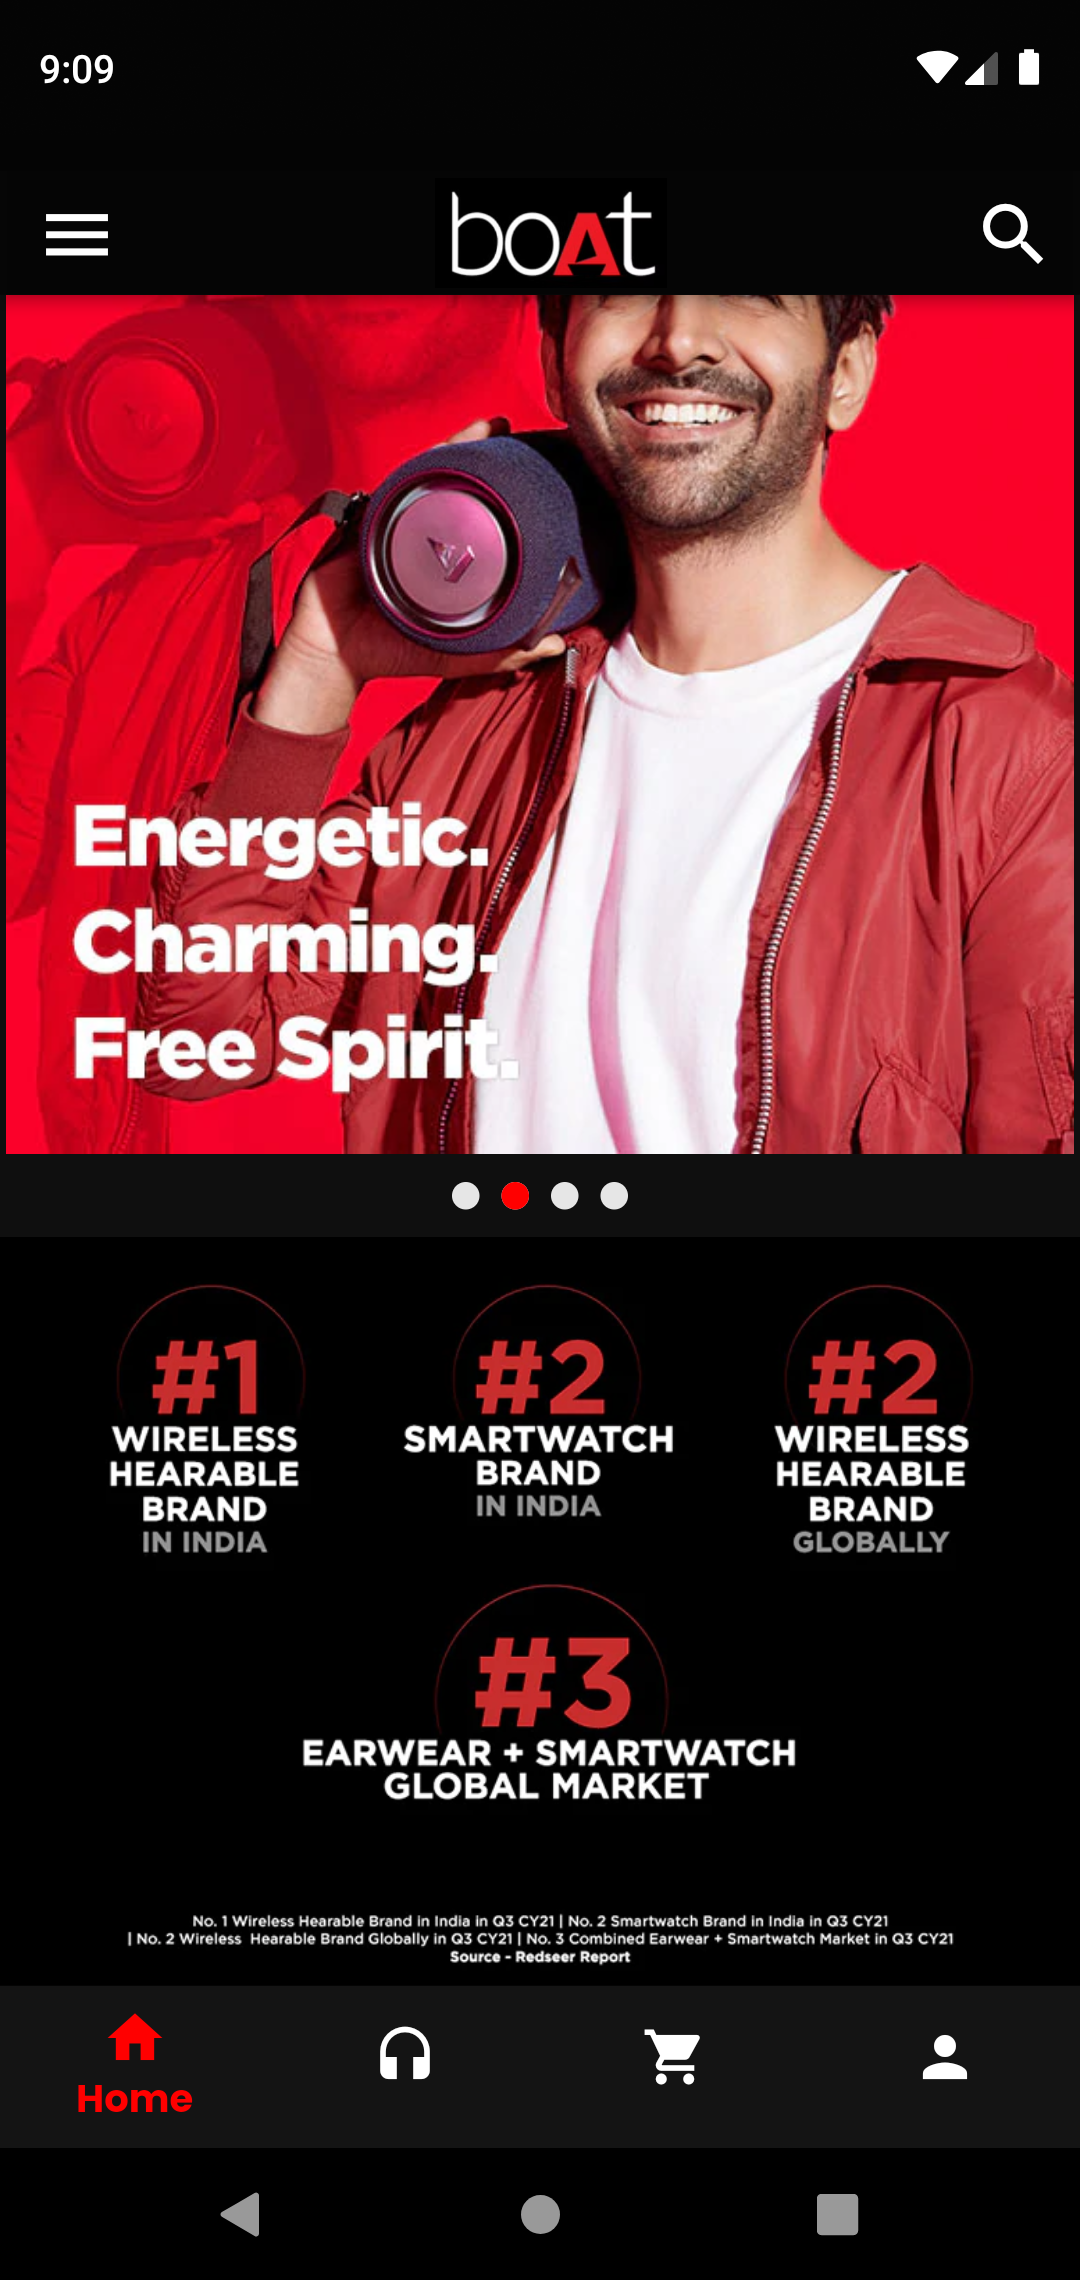 9:09
boAt
Energetic.
Charming.
Free Spirit.
#1
WIRELESS
HEARABLE
BRAND
IN INDIA
#2
SMARTWATCH
BRAND
IN INDIA
#2
WIRELESS
HEARABLE
BRAND
GLOBALLY
#3
EARWEAR + SMARTWATCH
GLOBAL MARKET
No. 1 Wireless Hearable Brand in India in Q3 CY21 | No. 2 Smartwatch Brand in India in Q3 CY21
| No. 2 Wireless Hearable Brand Globally in Q3 CY21 | No. 3 Combined Earwear + Smartwatch Market in Q3 CY21
Source - Redseer Report
Home